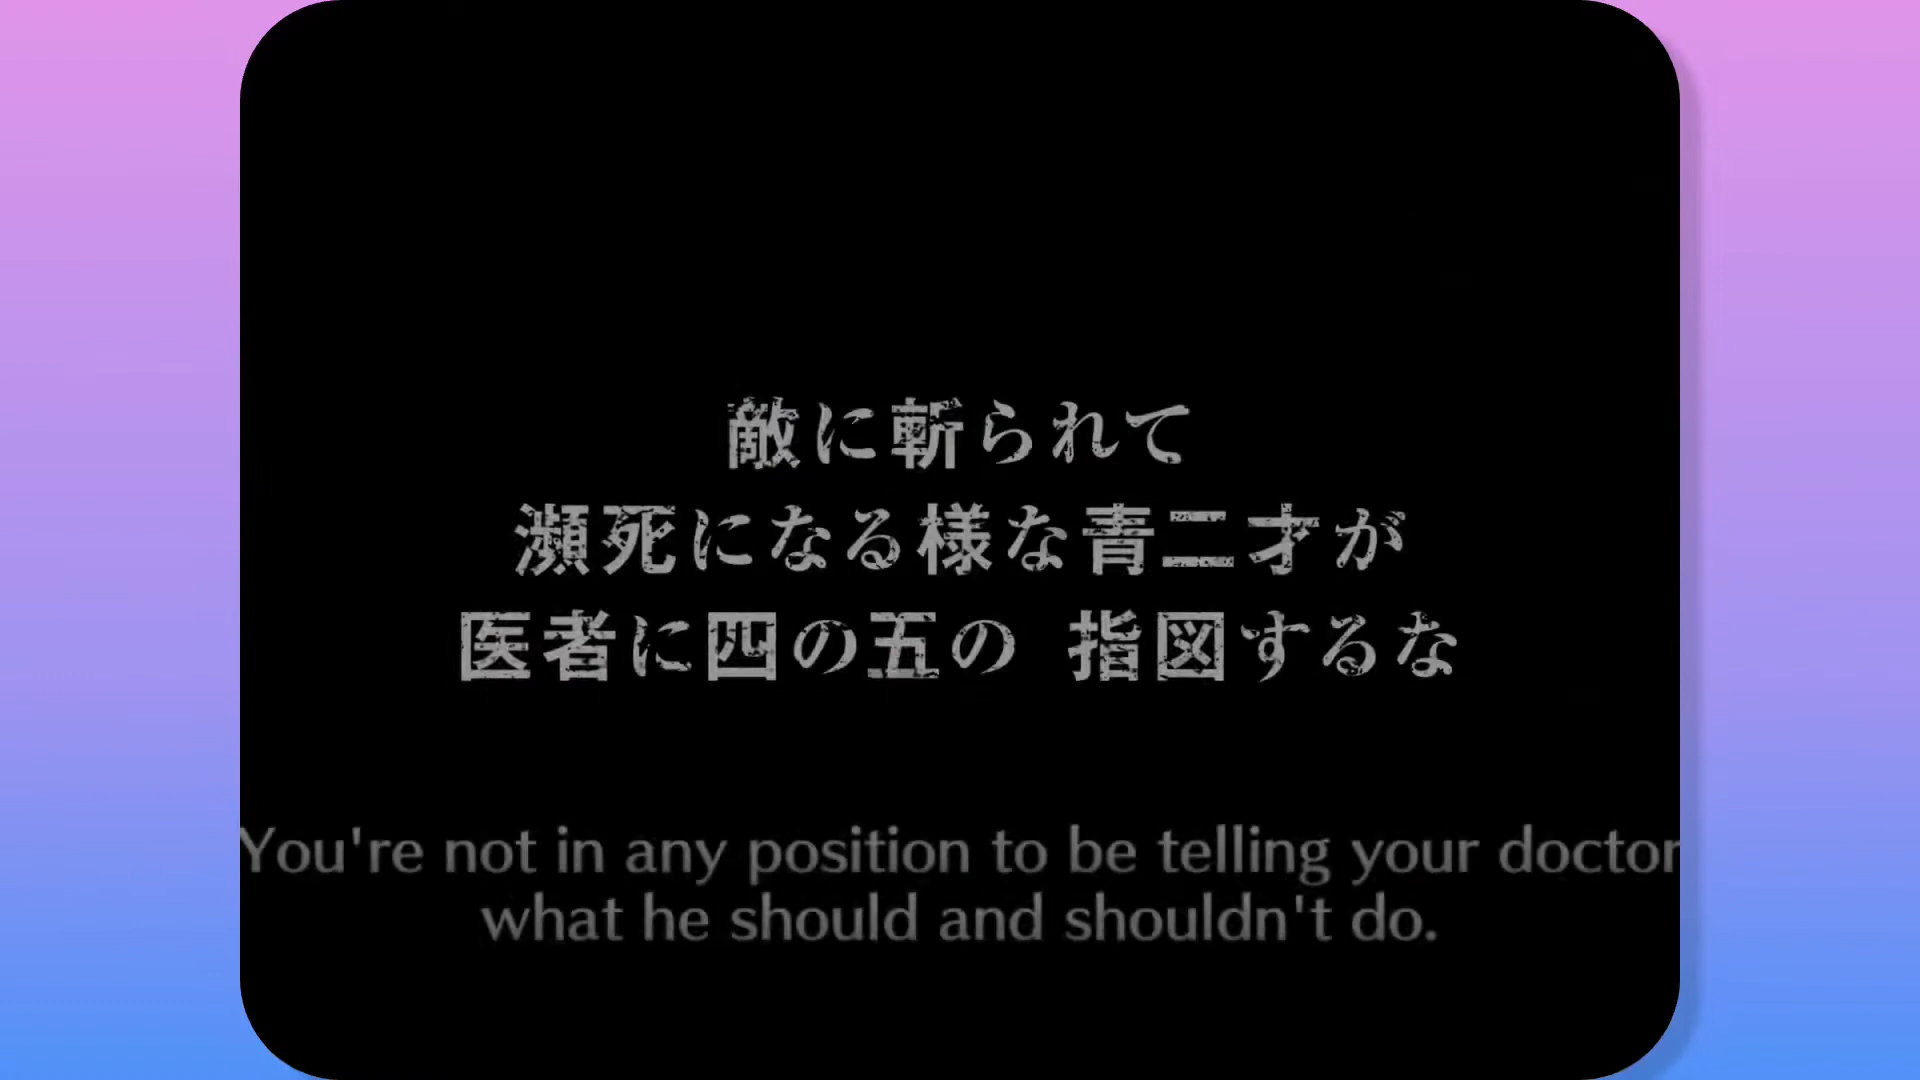 敵に斬られて
瀕死になる様な青二才が
医者に四の五の 指図するな
You're not in any position to be telling your doctor
what he should and shouldn't do.